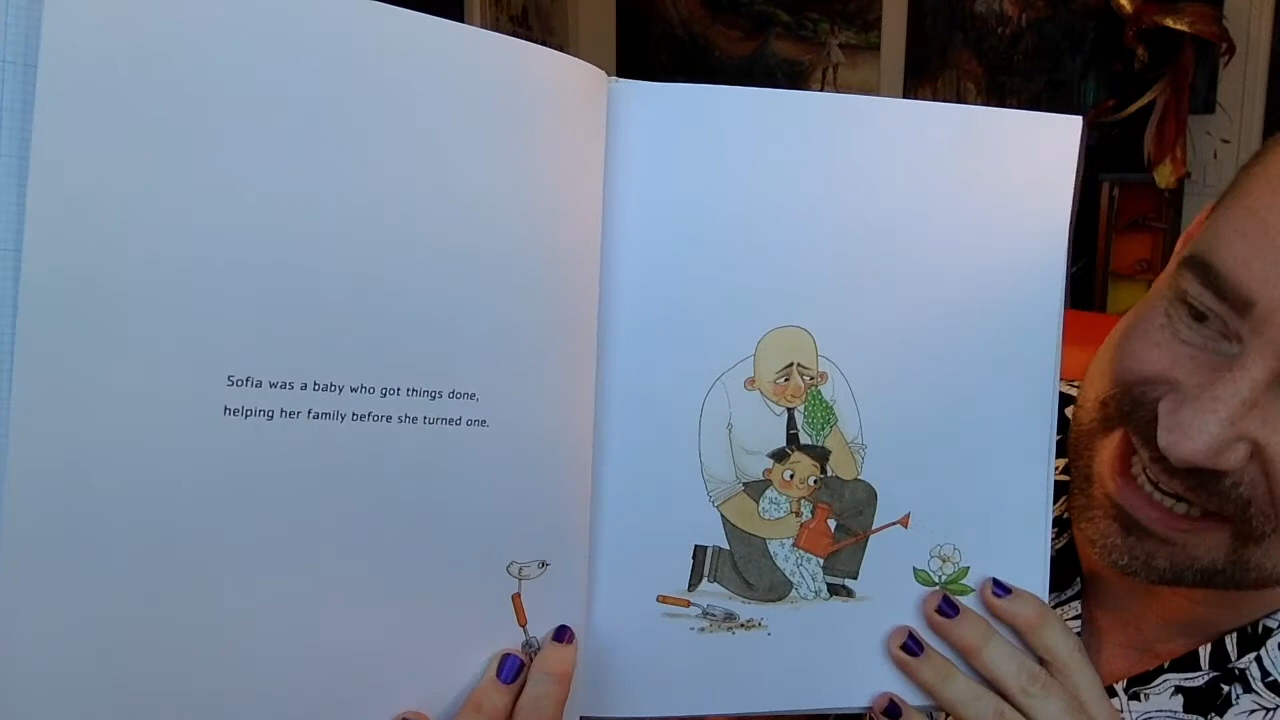 Sofia was a baby who got things done,
helping her family before she turned one.